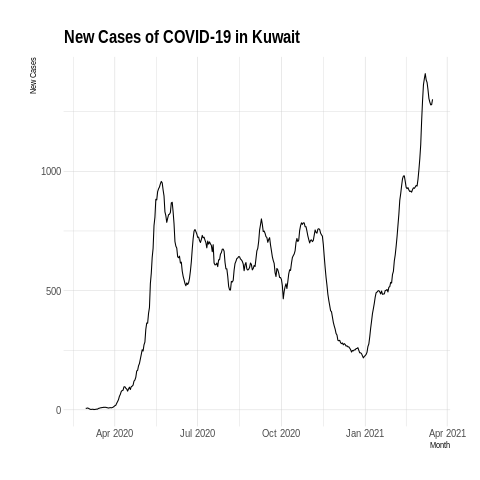 New Cases of COVID-19 in Kuwait
New Cases
1000
500
0
Apr 2020
Jul 2020
Oct 2020
Jan 2021
Apr 2021
Month